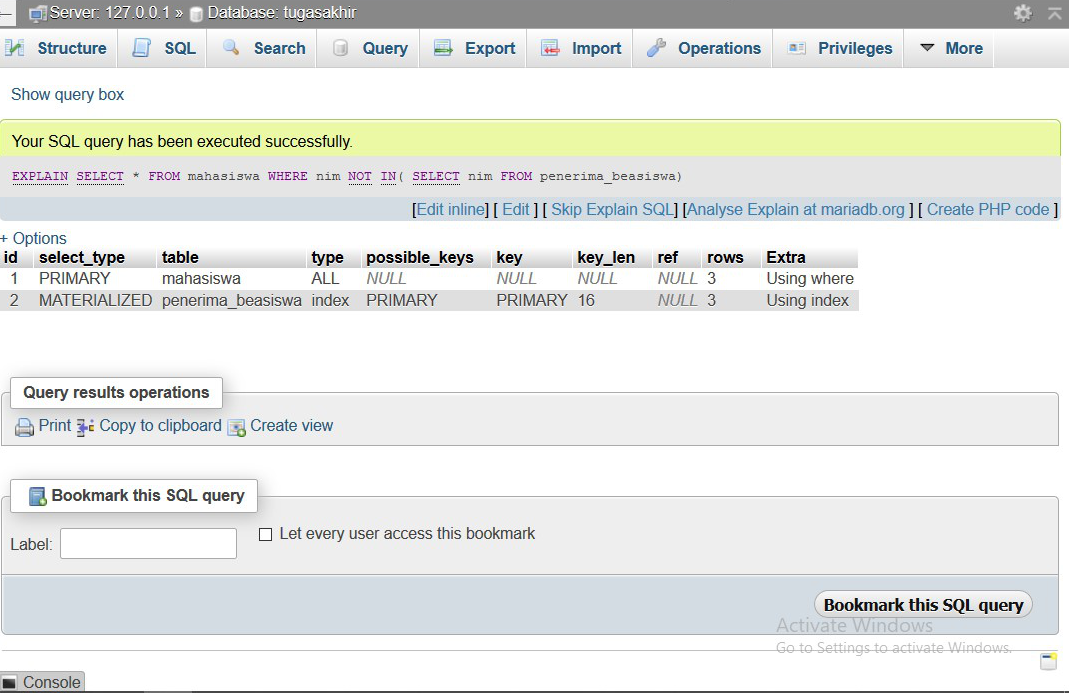 Server: 127.0.0.1 » Database: tugasakhir
Structure SQL Search Query Export Import Operations Privileges More
Show query box
Your SQL query has been executed successfully.
EXPLAIN SELECT * FROM mahasiswa WHERE nim NOT IN( SELECT nim FROM penerima_beasiswa)
[Edit inline] [ Edit ] [ Skip Explain SQL] [Analyse Explain at mariadb.org ] [ Create PHP code ]
+ Options
id select_type table type possible_keys key key_len ref rows Extra
1 PRIMARY mahasiswa ALL NULL NULL NULL NULL 3 Using where
2 MATERIALIZED penerima_beasiswa index PRIMARY PRIMARY 16 NULL 3 Using index
Query results operations
Print Copy to clipboard Create view
Bookmark this SQL query
Label: Let every user access this bookmark
Bookmark this SQL query
Activate Windows
Go to Settings to activate Windows.
Console